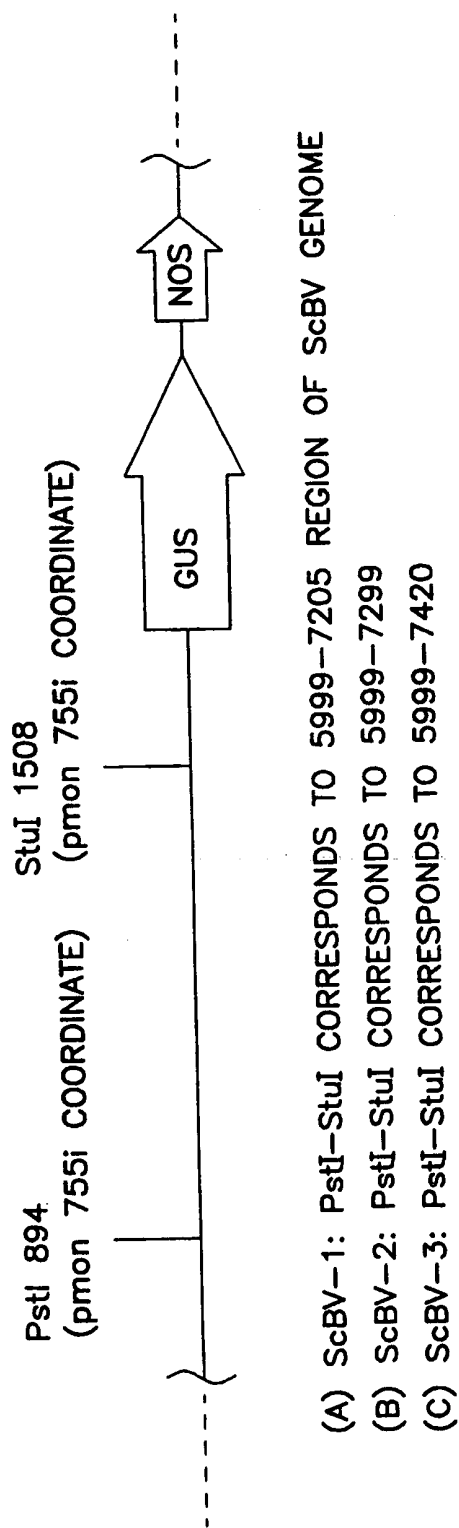 PstI 894
(pmon 755i COORDINATE)
StuI 1508
(pmon 755i COORDINATE)
GUS
NOS
(A) ScBV-1: PstI-StuI CORRESPONDS TO 5999-7205 REGION OF ScBV GENOME
(B) ScBV-2: PstI-StuI CORRESPONDS TO 5999-7299
(C) ScBV-3: PstI-StuI CORRESPONDS TO 5999-7420